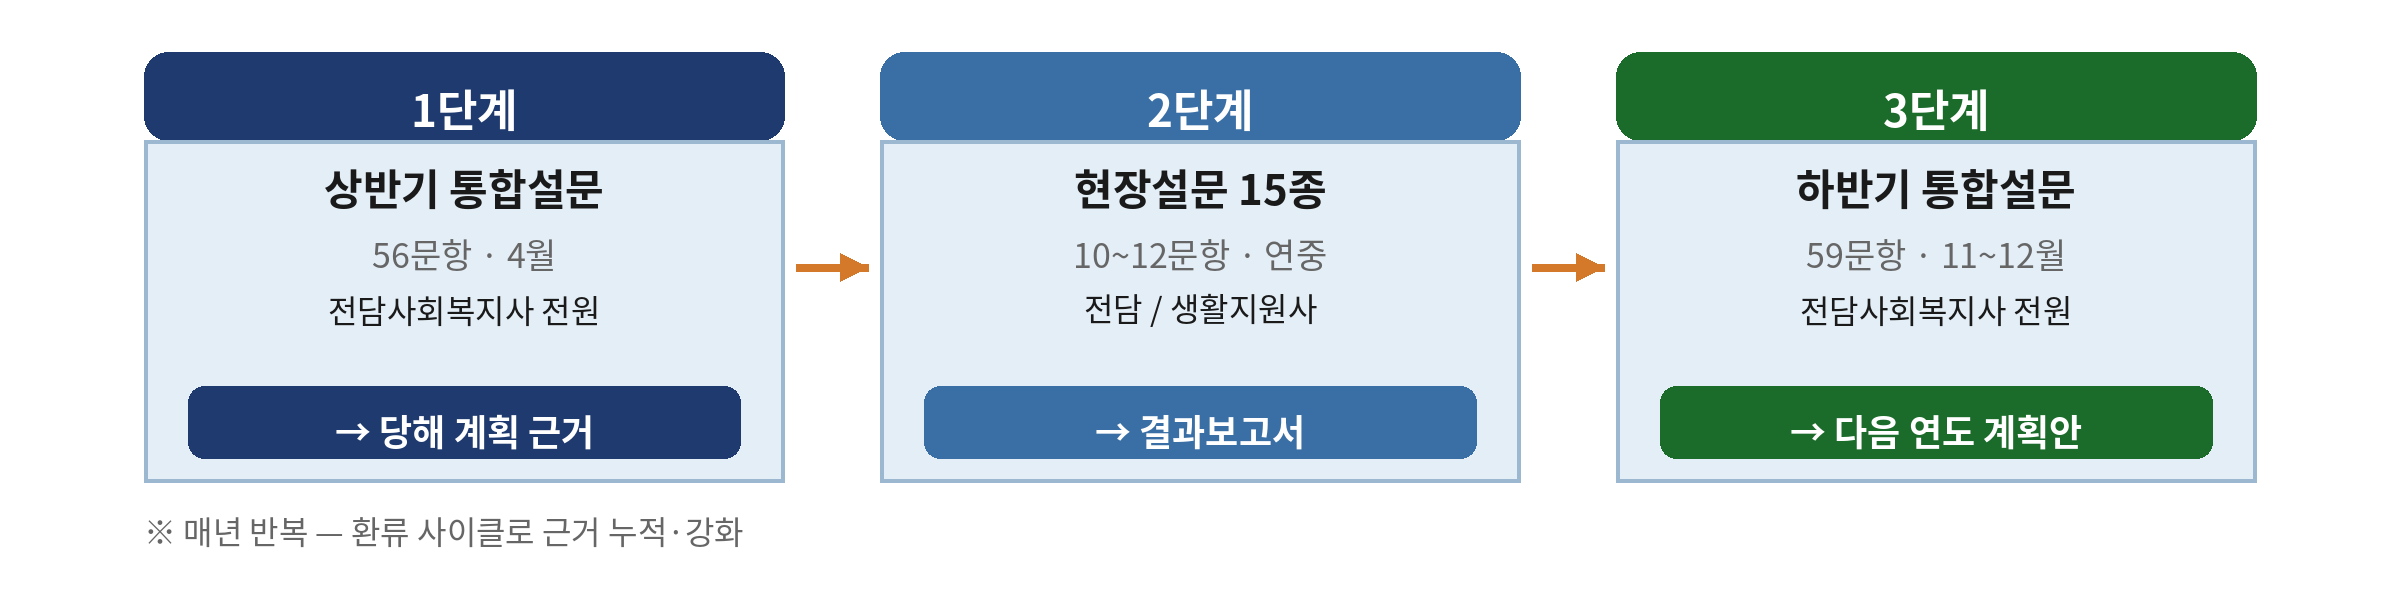 1단계
상반기 통합설문
56문항 · 4월
전담사회복지사 전원
→ 당해 계획 근거
2단계
현장설문 15종
10~12문항 · 연중
전담 / 생활지원사
→ 결과보고서
3단계
하반기 통합설문
59문항 · 11~12월
전담사회복지사 전원
→ 다음 연도 계획안
※ 매년 반복 — 환류 사이클로 근거 누적·강화